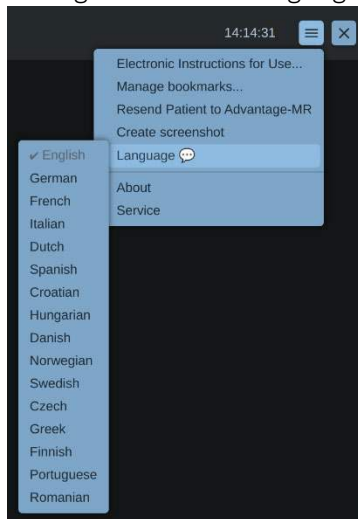 14:14:31
Electronic Instructions for Use...
Manage bookmarks...
Resend Patient to Advantage-MR
Create screenshot
Language 💬
About
Service
✔ English
German
French
Italian
Dutch
Spanish
Croatian
Hungarian
Danish
Norwegian
Swedish
Czech
Greek
Finnish
Portuguese
Romanian